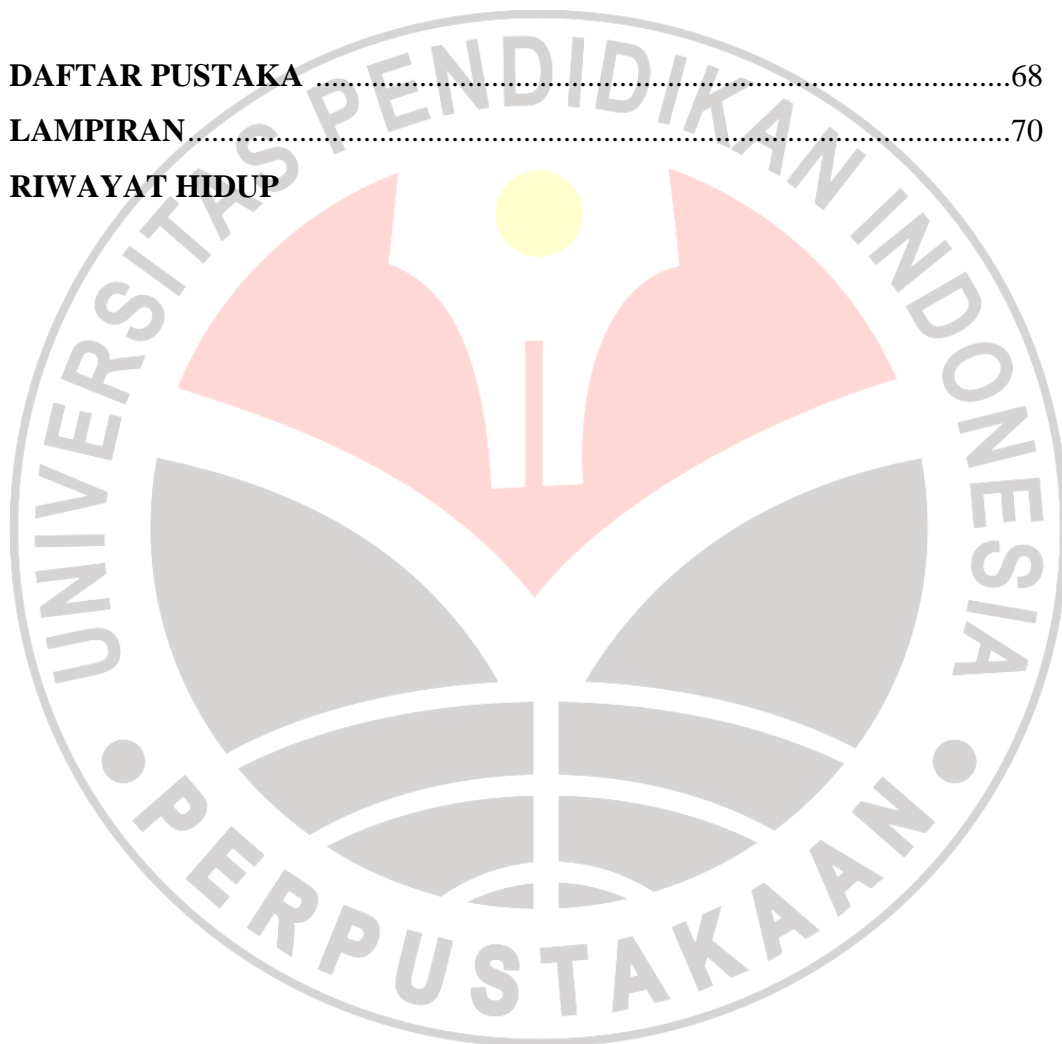 DAFTAR PUSTAKA ........................................................................................68
LAMPIRAN........................................................................................................70
RIWAYAT HIDUP
UNIVERSITAS PENDIDIKAN INDONESIA
PERPUSTAKAAN